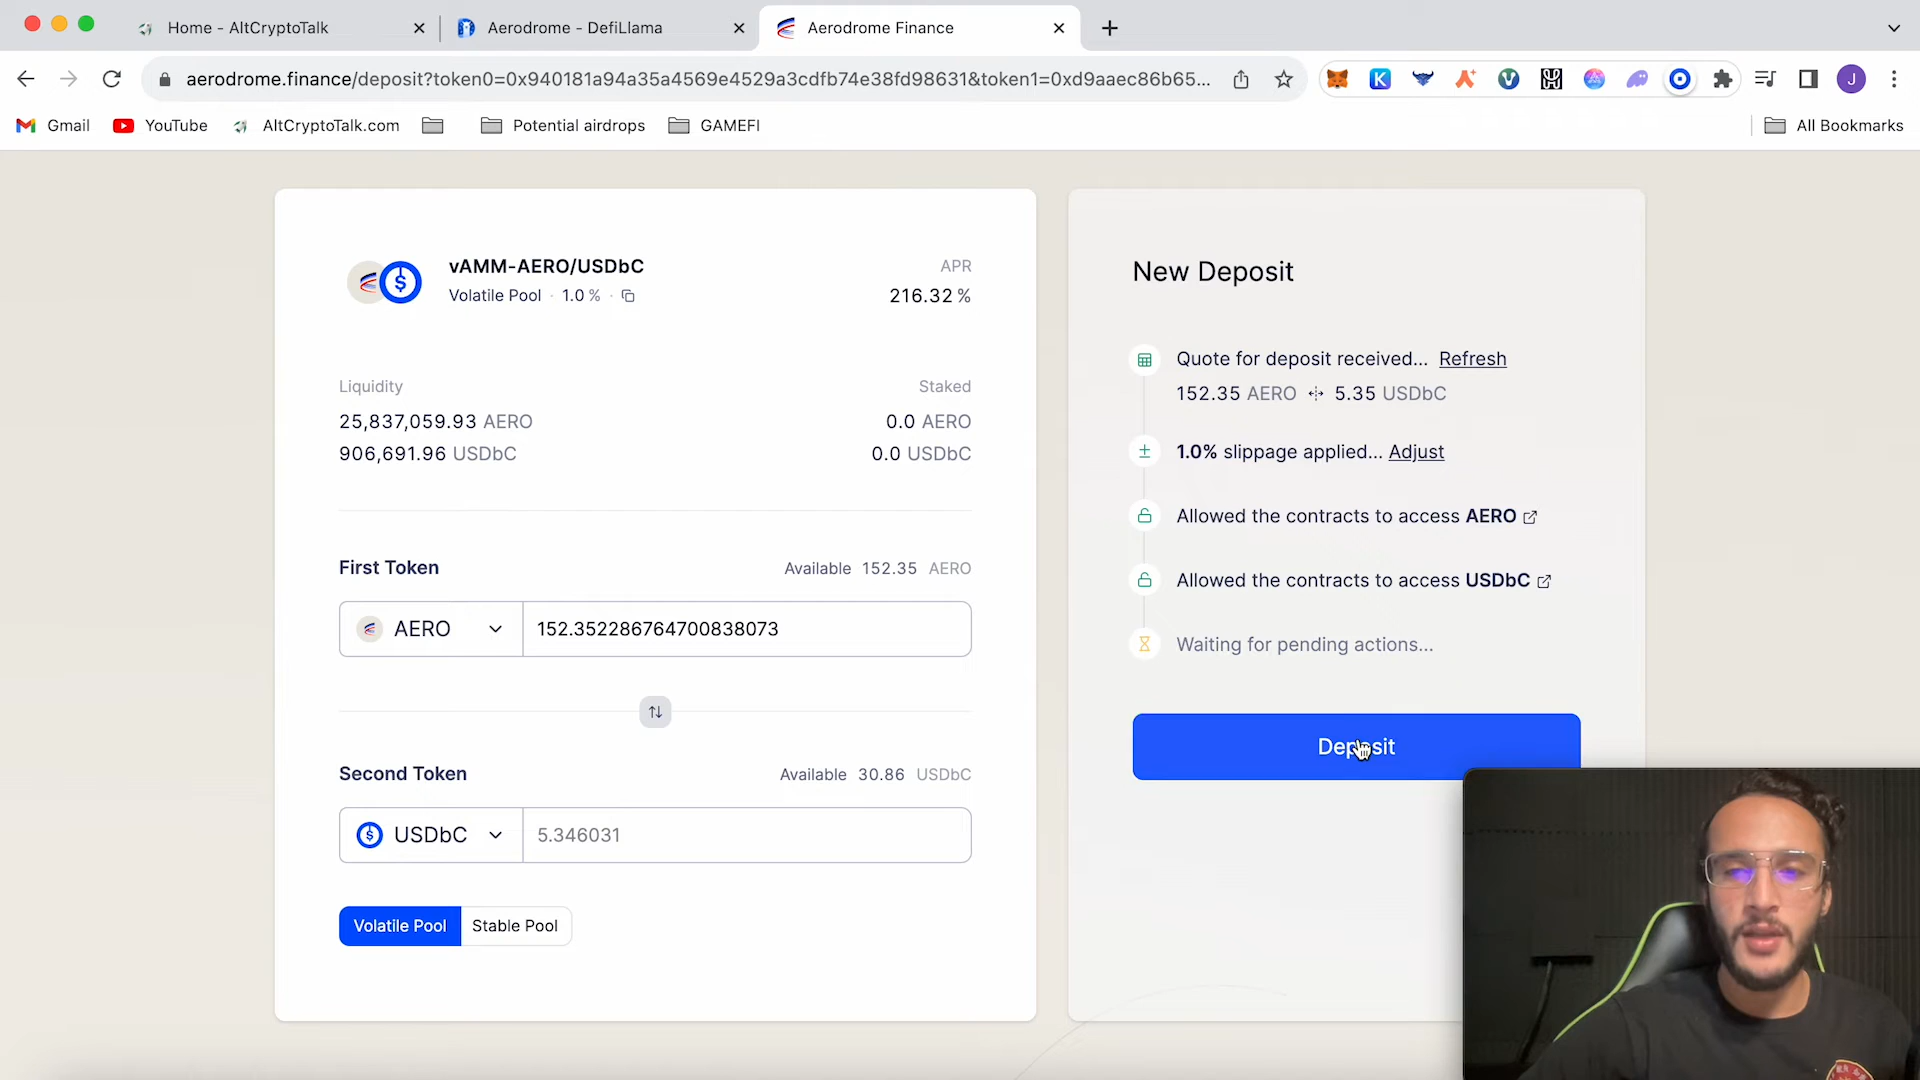 Home - AltCryptoTalk
Aerodrome - DefiLlama
Aerodrome Finance
aerodrome.finance/deposit?token0=0x940181a94a35a4569e4529a3cdfb74e38fd98631&token1=0xd9aaec86b65...
J
Gmail
YouTube
AltCryptoTalk.com
Potential airdrops
GAMEFI
All Bookmarks
vAMM-AERO/USDbC
Volatile Pool · 1.0 % ·
APR
216.32 %
Liquidity
Staked
25,837,059.93 AERO
0.0 AERO
906,691.96 USDbC
0.0 USDbC
First Token
Available 152.35 AERO
AERO
152.352286764700838073
Second Token
Available 30.86 USDbC
USDbC
5.346031
Volatile Pool
Stable Pool
New Deposit
Quote for deposit received... Refresh
152.35 AERO 5.35 USDbC
1.0% slippage applied... Adjust
Allowed the contracts to access AERO
Allowed the contracts to access USDbC
Waiting for pending actions...
Deposit